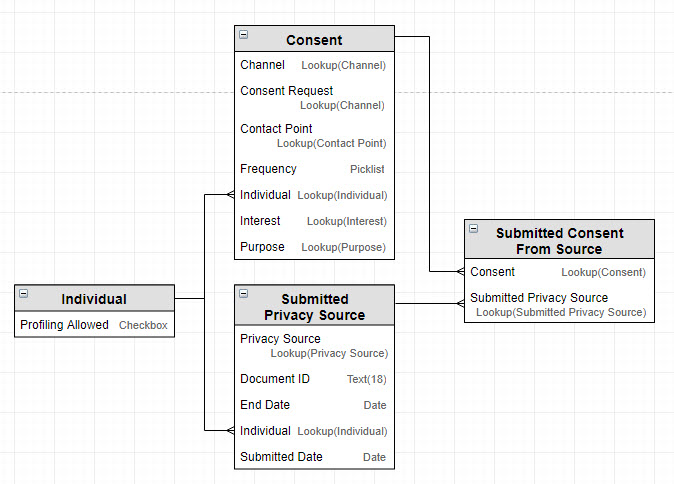 Consent
Channel Lookup(Channel)
Consent Request
Lookup(Channel)
Contact Point
Lookup(Contact Point)
Frequency Picklist
Individual Lookup(Individual)
Interest Lookup(Interest)
Purpose Lookup(Purpose)
Submitted Consent
From Source
Consent Lookup(Consent)
Submitted Privacy Source
Lookup(Submitted Privacy Source)
Individual
Profiling Allowed Checkbox
Submitted
Privacy Source
Privacy Source
Lookup(Privacy Source)
Document ID Text(18)
End Date Date
Individual Lookup(Individual)
Submitted Date Date